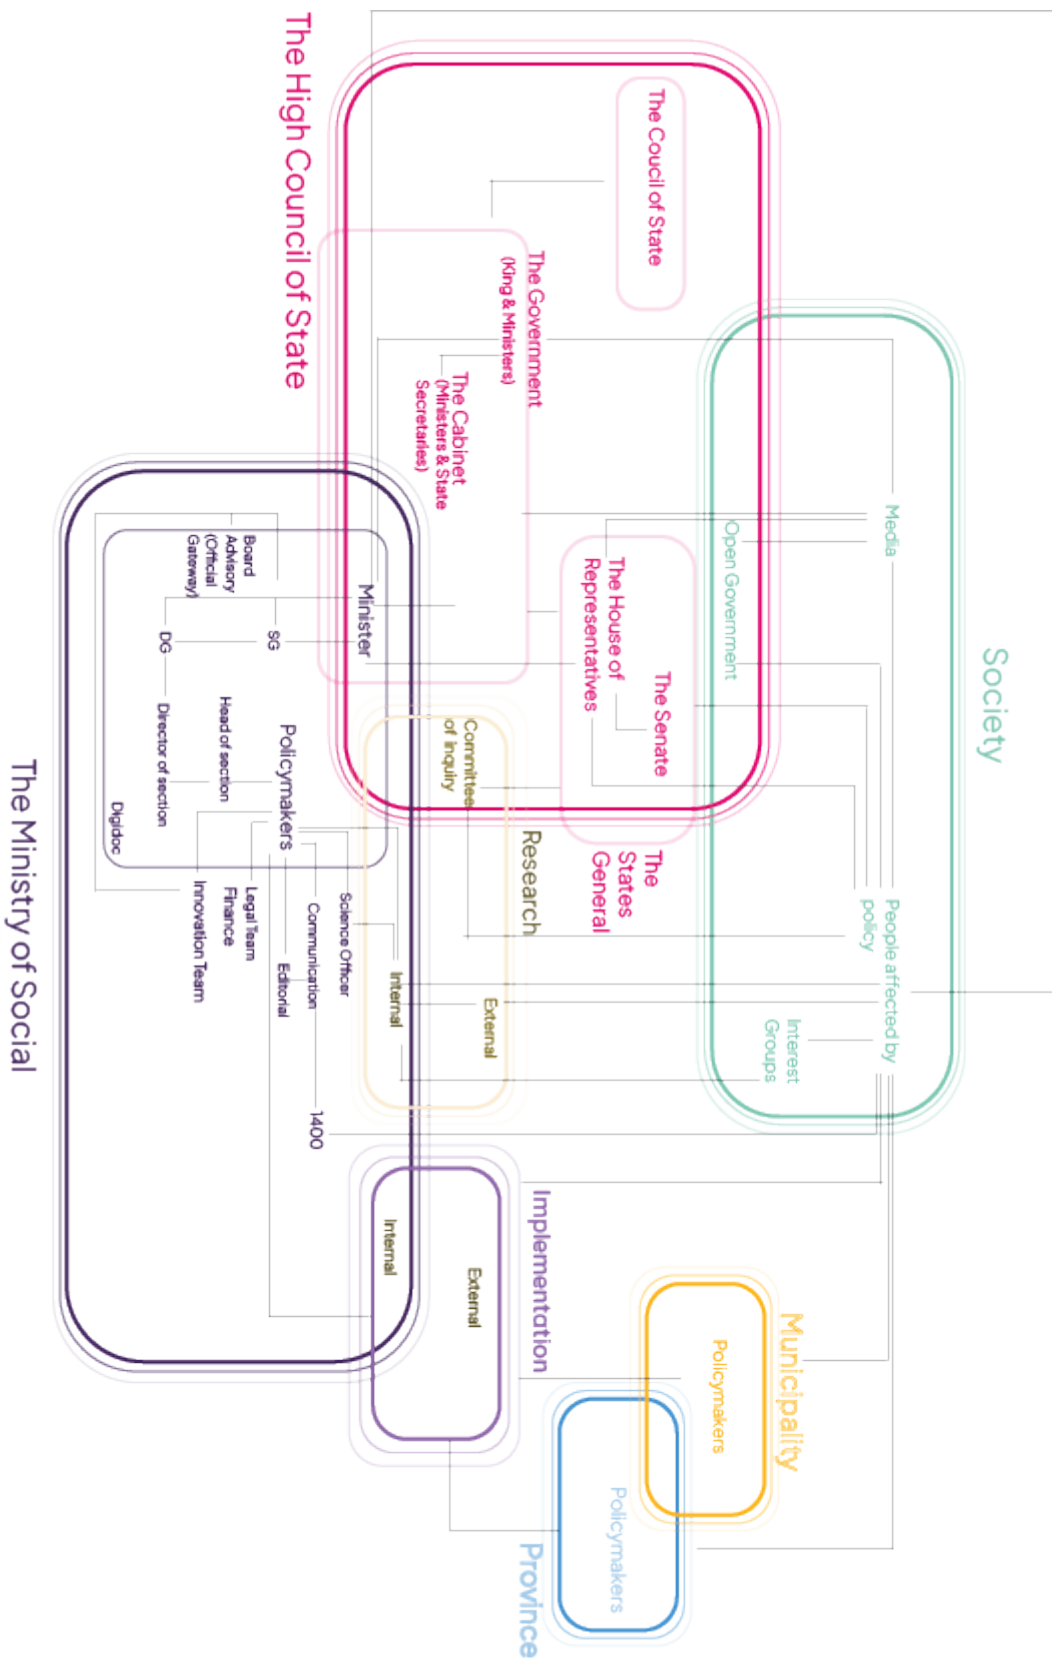 Society
Media
Open Government
People affected by
policy
Interest
Groups
The High Council of State
The Coucil of State
The Government
(King & Ministers)
The Cabinet
(Ministers & State
Secretaries)
The House of
Representatives
The Senate
The
States
General
Research
Committee
of inquiry
External
Internal
Municipality
Policymakers
Province
Policymakers
Implementation
External
Internal
The Ministry of Social
Minister
Board
Advisory
(Official
Gateway)
SG
DG
Policymakers
Head of section
Director of section
Digidoc
Science Officer
Communication
Editorial
Legal Team
Finance
Innovation Team
1400